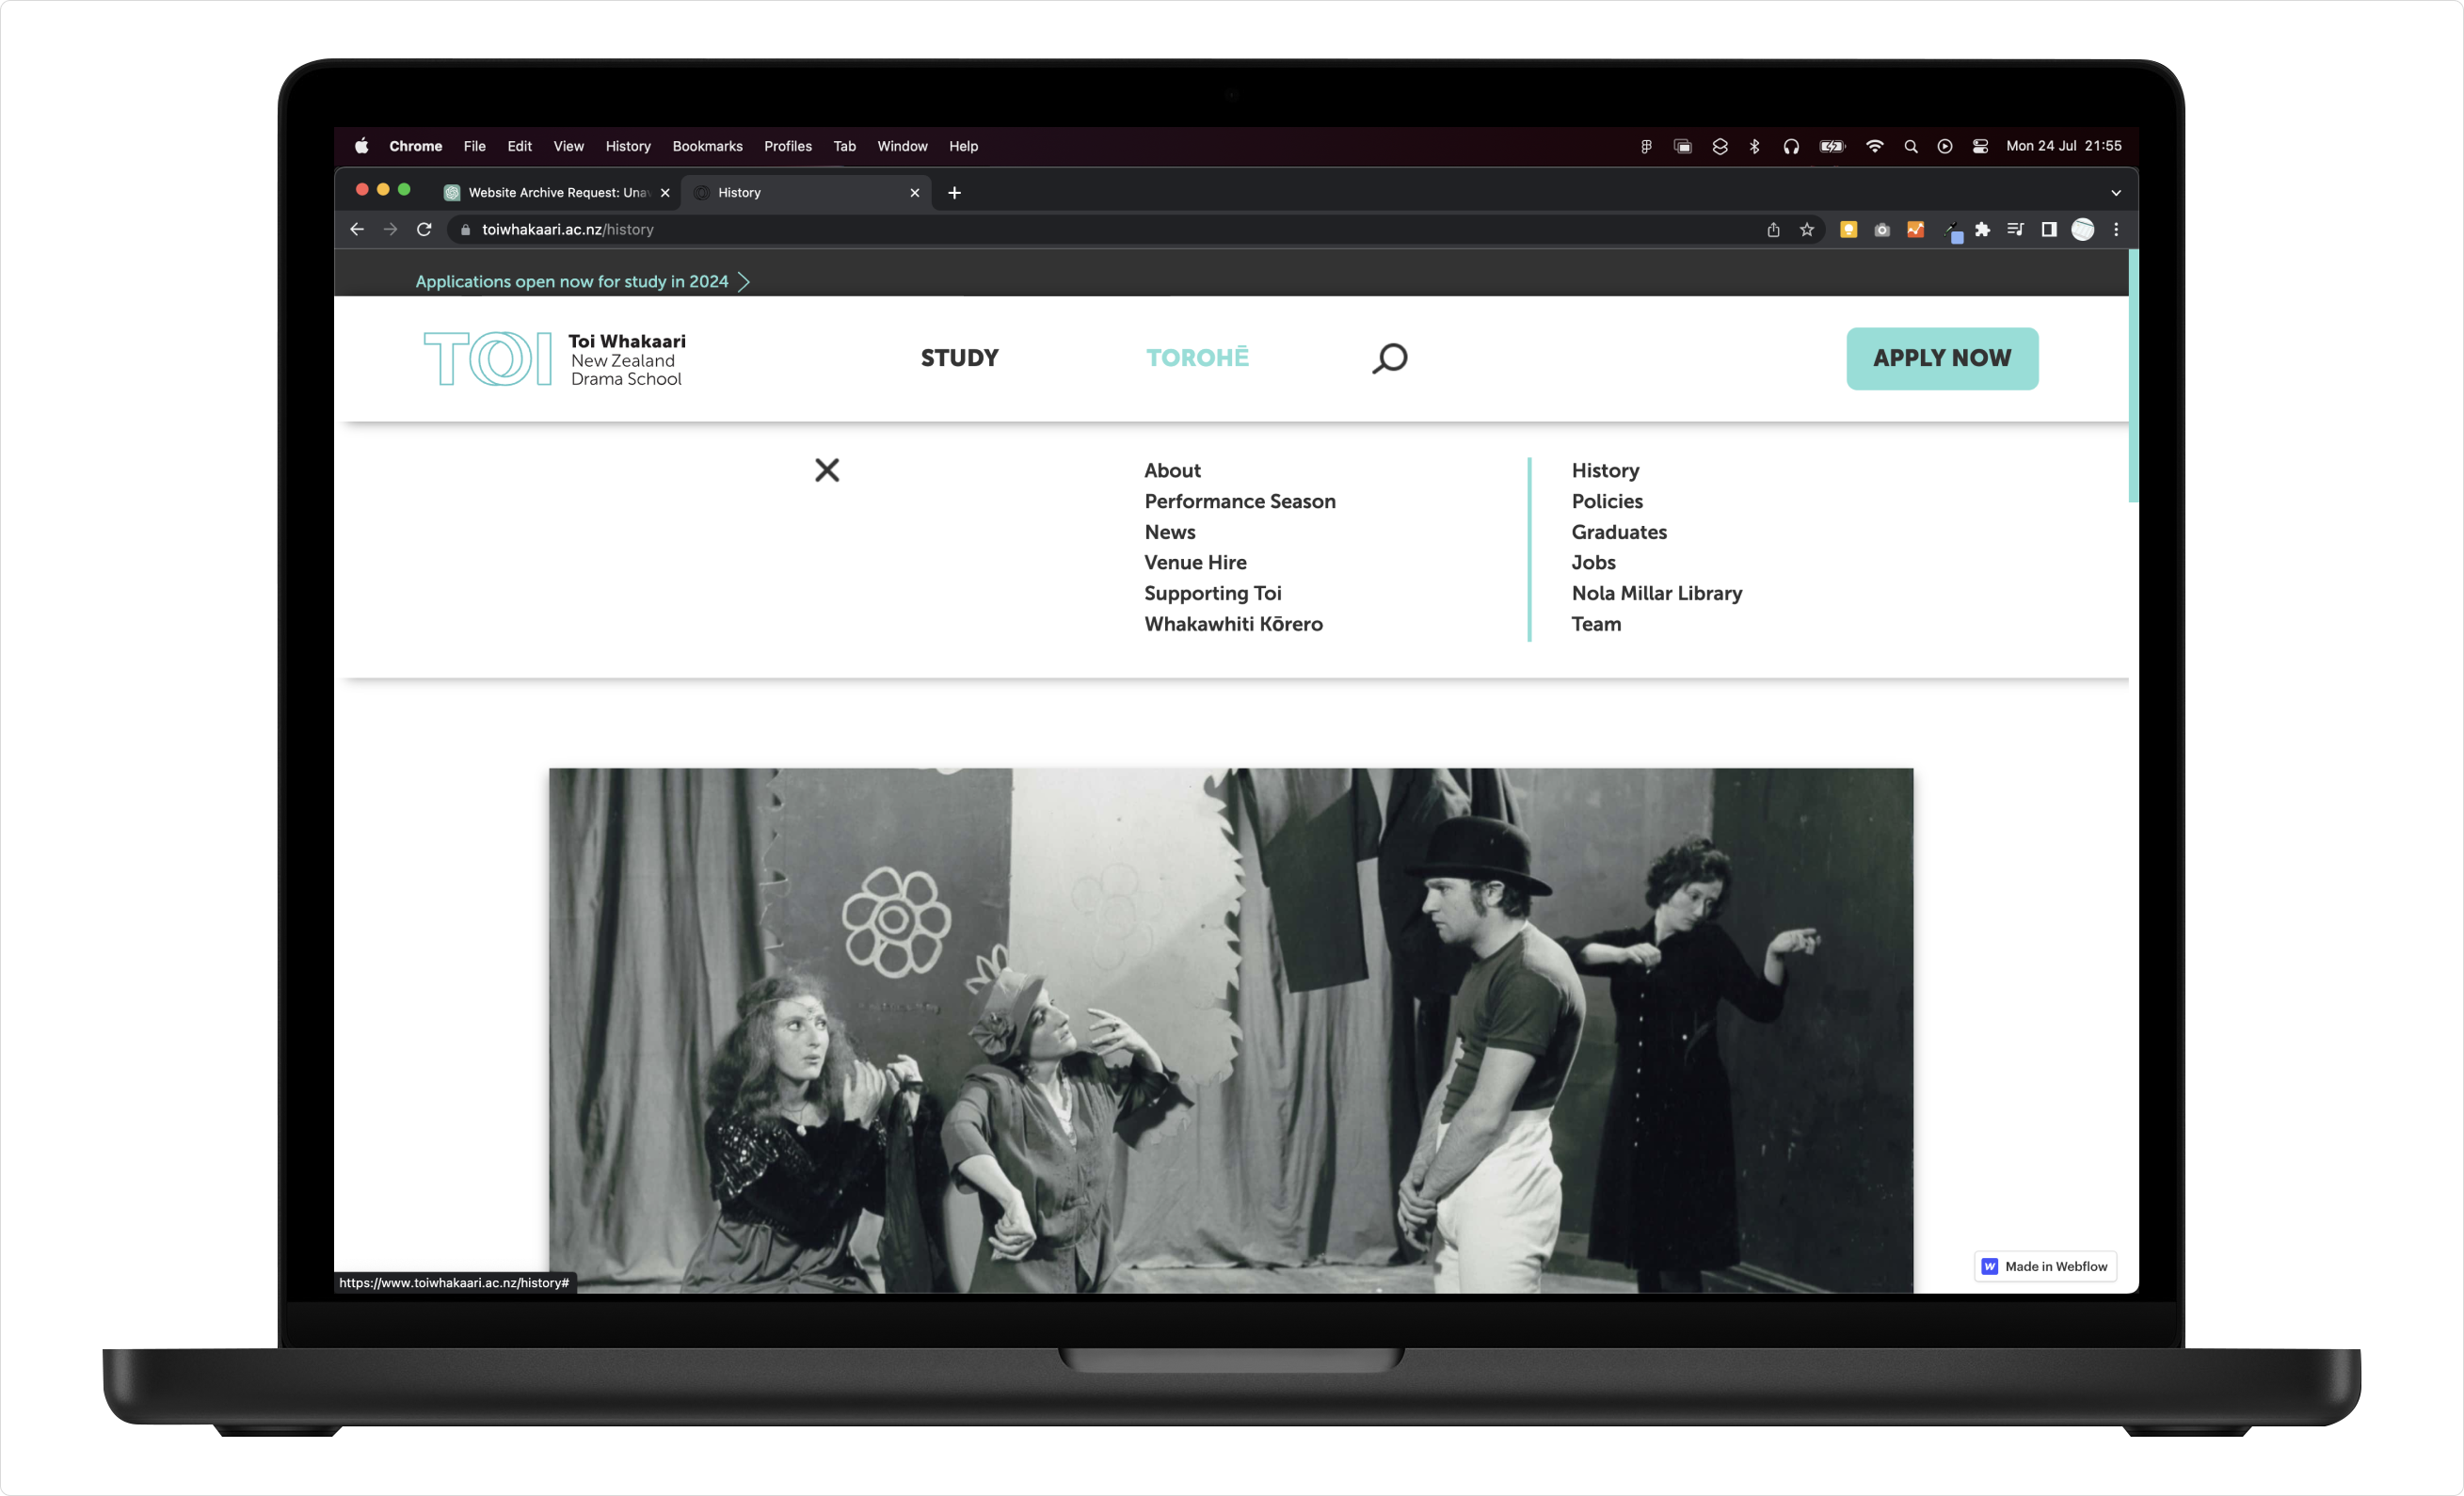 Chrome File Edit View History Bookmarks Profiles Tab Window Help Mon 24 Jul 21:55
Website Archive Request: Una History
toiwhakaari.ac.nz/history
Applications open now for study in 2024
TOI
Toi Whakaari
New Zealand
Drama School
STUDY
TOROHĒ
APPLY NOW
About
Performance Season
News
Venue Hire
Supporting Toi
Whakawhiti Kōrero
History
Policies
Graduates
Jobs
Nola Millar Library
Team
https://www.toiwhakaari.ac.nz/history#
Made in Webflow